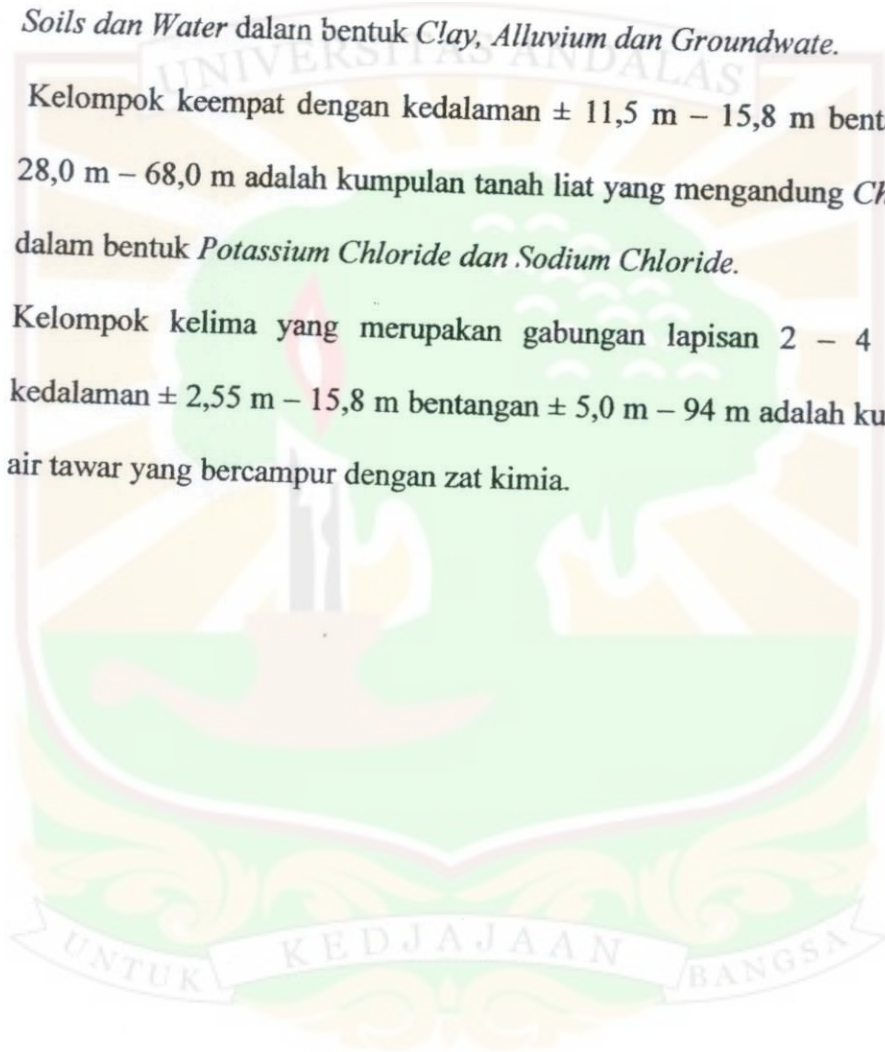 Soils dan Water dalam bentuk Clay, Alluvium dan Groundwate.
UNIVERSITAS ANDALAS
Kelompok keempat dengan kedalaman ± 11,5 m – 15,8 m bent
28,0 m – 68,0 m adalah kumpulan tanah liat yang mengandung Ch
dalam bentuk Potassium Chloride dan Sodium Chloride.
Kelompok kelima yang merupakan gabungan lapisan 2 – 4
kedalaman ± 2,55 m – 15,8 m bentangan ± 5,0 m – 94 m adalah ku
air tawar yang bercampur dengan zat kimia.
UNTUK KEDJAJAAN BANGSA